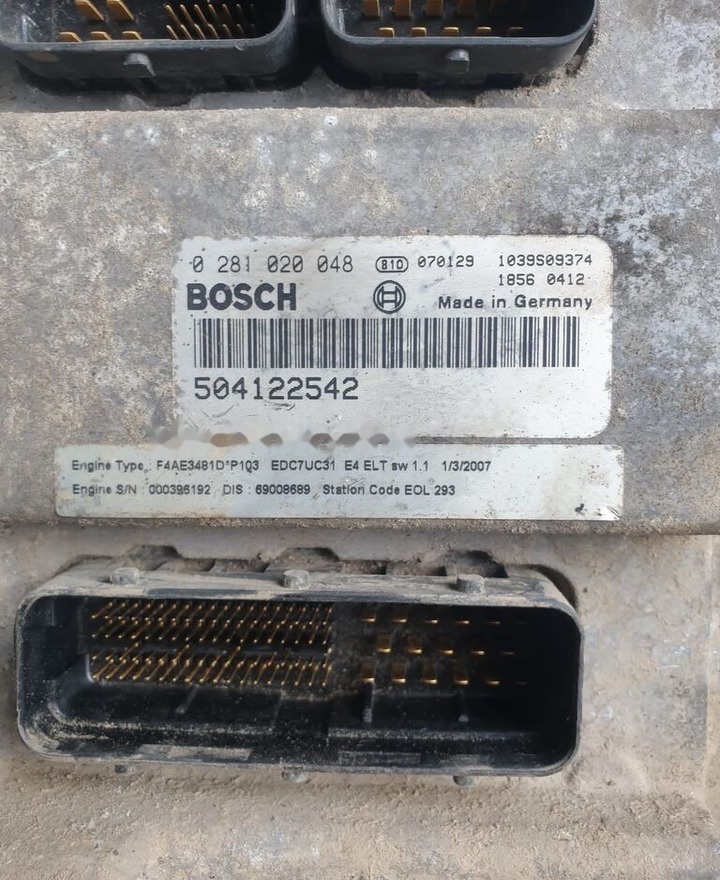 0 281 020 048 810 070129 1039S09374
1856 0412
BOSCH Made in Germany
504122542
Engine Type : F4AE3481D*P103 EDC7UC31 E4 ELT sw 1.1 1/3/2007
Engine S/N : 000396192 DIS : 69008689 Station Code EOL 293